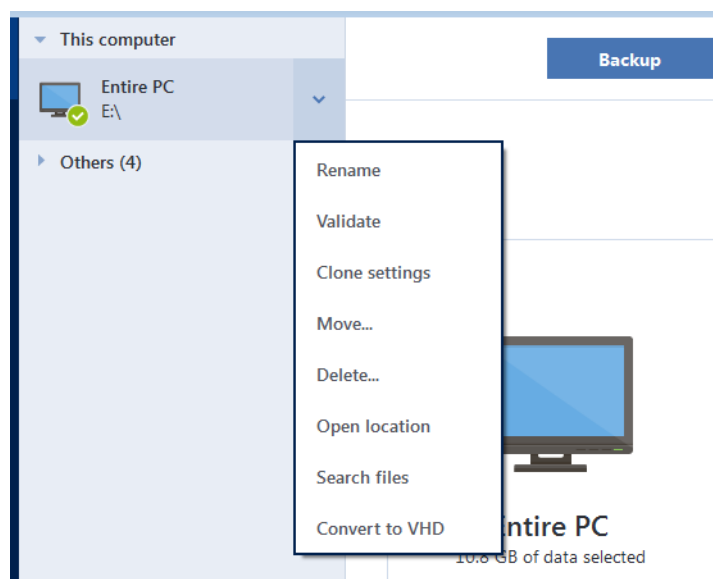 This computer
Backup
Entire PC
E:\
Others (4)
Rename
Validate
Clone settings
Move...
Delete...
Open location
Search files
Convert to VHD
Entire PC
10.8 GB of data selected